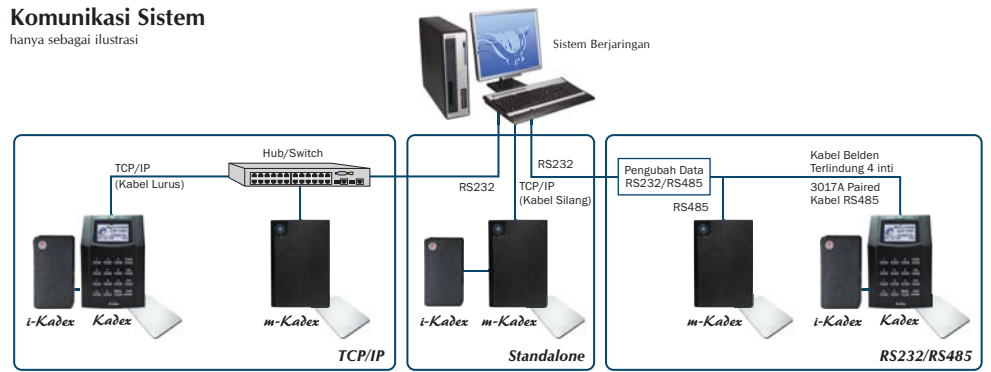 Komunikasi Sistem
hanya sebagai ilustrasi
Sistem Berjaringan
TCP/IP
(Kabel Lurus)
Hub/Switch
i-Kadex
Kadex
m-Kadex
TCP/IP
RS232
TCP/IP
(Kabel Silang)
i-Kadex
m-Kadex
Standalone
RS232
Pengubah Data
RS232/RS485
RS485
Kabel Belden
Terlindung 4 inti
3017A Paired
Kabel RS485
m-Kadex
i-Kadex
Kadex
RS232/RS485